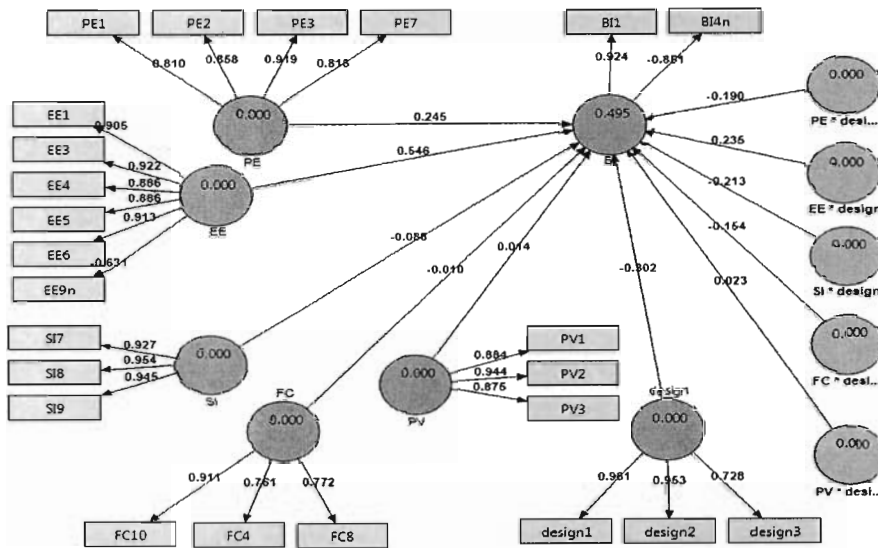 PE1 PE2 PE3 PE7
0.810 0.858 0.919 0.818
0.000
PE
BI1 BI4n
0.924 -0.851
0.495
0.245
0.546
-0.088
-0.010
0.014
-0.302
-0.190
0.235
-0.213
-0.154
0.023
EE1
EE3
EE4
EE5
EE6
EE9n
0.905
0.922
0.886
0.886
0.913
-0.631
0.000
EE
SI7
SI8
SI9
0.927
0.954
0.945
0.000
SI
FC
0.000
0.911 0.761 0.772
FC10 FC4 FC8
0.000
PV
0.884
0.944
0.875
PV1
PV2
PV3
design
0.000
0.981 0.953 0.728
design1 design2 design3
0.000
PE * desi...
0.000
EE * design
0.000
SI * design
0.000
FC * desi...
0.000
PV * desi...